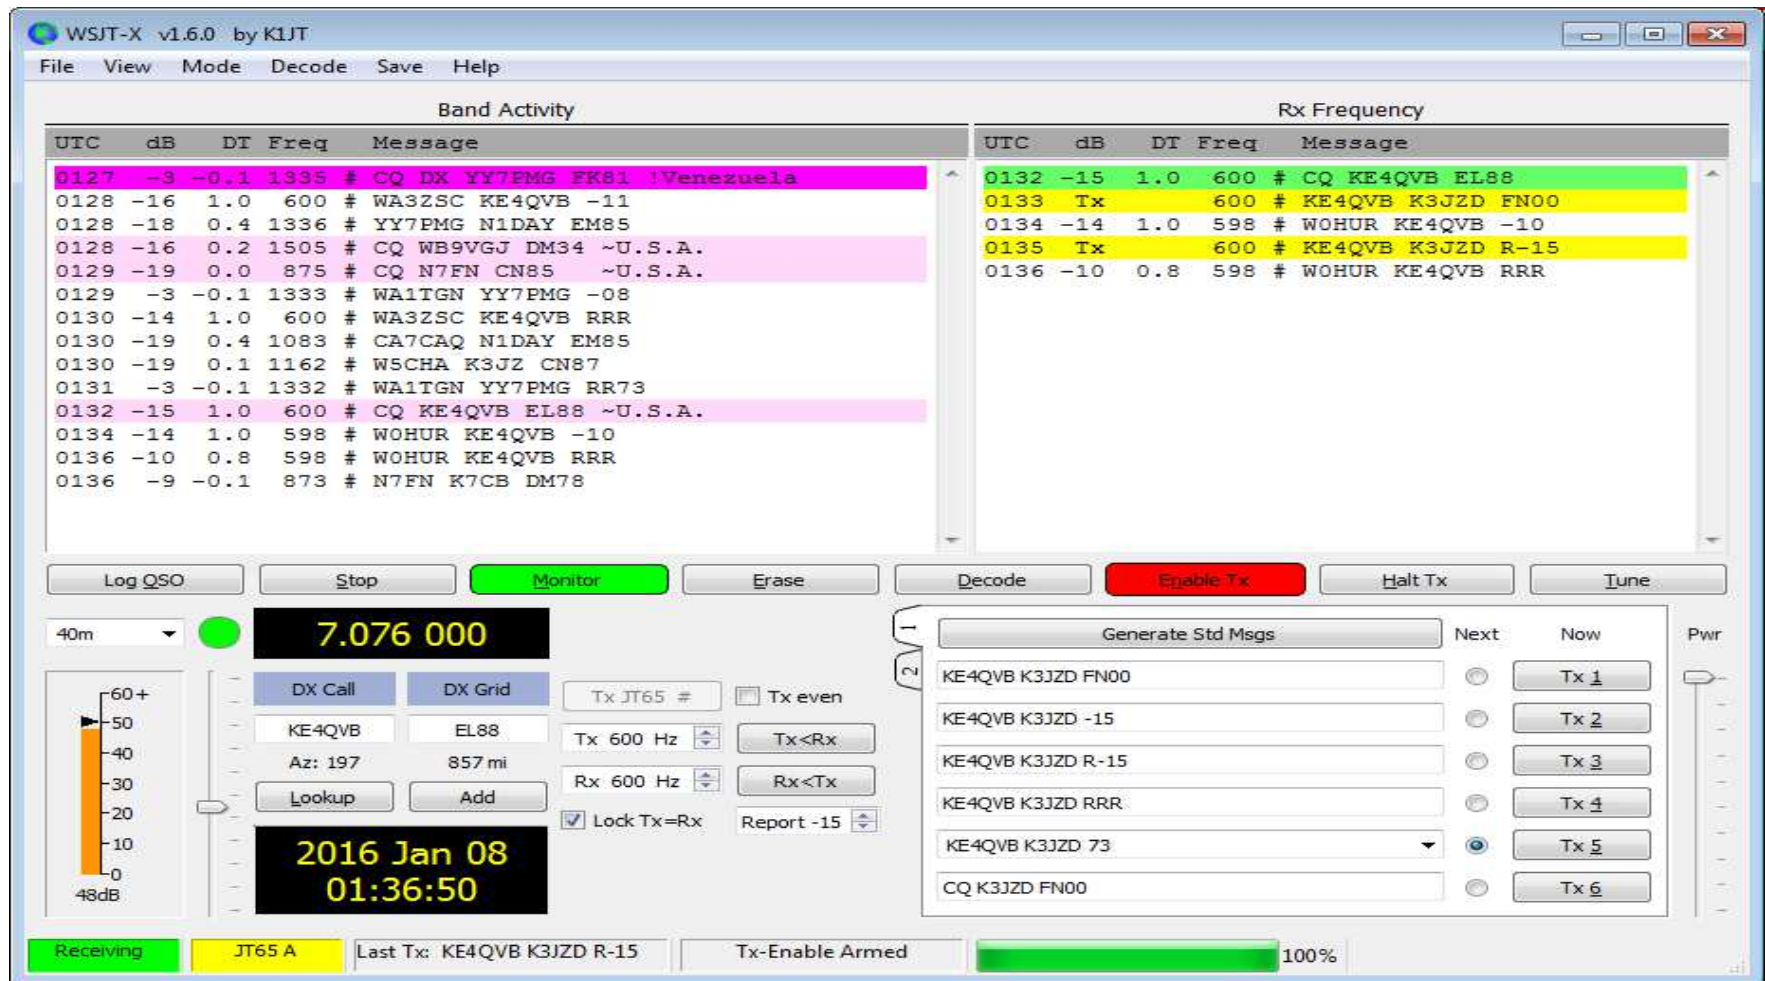 WSJT-X v1.6.0 by K1JT
File View Mode Decode Save Help
Band Activity
UTC dB DT Freq Message
0127 -3 -0.1 1335 # CQ DX YY7PMG FK81 !Venezuela
0128 -16 1.0 600 # WA3ZSC KE4QVB -11
0128 -18 0.4 1336 # YY7PMG N1DAY EM85
0128 -16 0.2 1505 # CQ WB9VGJ DM34 ~U.S.A.
0129 -19 0.0 875 # CQ N7FN CN85 ~U.S.A.
0129 -3 -0.1 1333 # WA1TGN YY7PMG -08
0130 -14 1.0 600 # WA3ZSC KE4QVB RRR
0130 -19 0.4 1083 # CA7CAQ N1DAY EM85
0130 -19 0.1 1162 # W5CHA K3JZ CN87
0131 -3 -0.1 1332 # WA1TGN YY7PMG RR73
0132 -15 1.0 600 # CQ KE4QVB EL88 ~U.S.A.
0134 -14 1.0 598 # W0HUR KE4QVB -10
0136 -10 0.8 598 # W0HUR KE4QVB RRR
0136 -9 -0.1 873 # N7FN K7CB DM78
Rx Frequency
UTC dB DT Freq Message
0132 -15 1.0 600 # CQ KE4QVB EL88
0133 Tx 600 # KE4QVB K3JZD FN00
0134 -14 1.0 598 # W0HUR KE4QVB -10
0135 Tx 600 # KE4QVB K3JZD R-15
0136 -10 0.8 598 # W0HUR KE4QVB RRR
Log QSO Stop Monitor Erase Decode Enable Tx Halt Tx Tune
40m
7.076 000
60+
50
40
30
20
10
0
48dB
DX Call DX Grid
KE4QVB EL88
Az: 197 857 mi
Lookup Add
2016 Jan 08
01:36:50
Tx JT65 # Tx even
Tx 600 Hz Tx<Rx
Rx 600 Hz Rx<Tx
Lock Tx=Rx Report -15
1
2
Generate Std Msgs Next Now Pwr
KE4QVB K3JZD FN00 Tx 1
KE4QVB K3JZD -15 Tx 2
KE4QVB K3JZD R-15 Tx 3
KE4QVB K3JZD RRR Tx 4
KE4QVB K3JZD 73 Tx 5
CQ K3JZD FN00 Tx 6
Receiving JT65 A Last Tx: KE4QVB K3JZD R-15 Tx-Enable Armed 100%